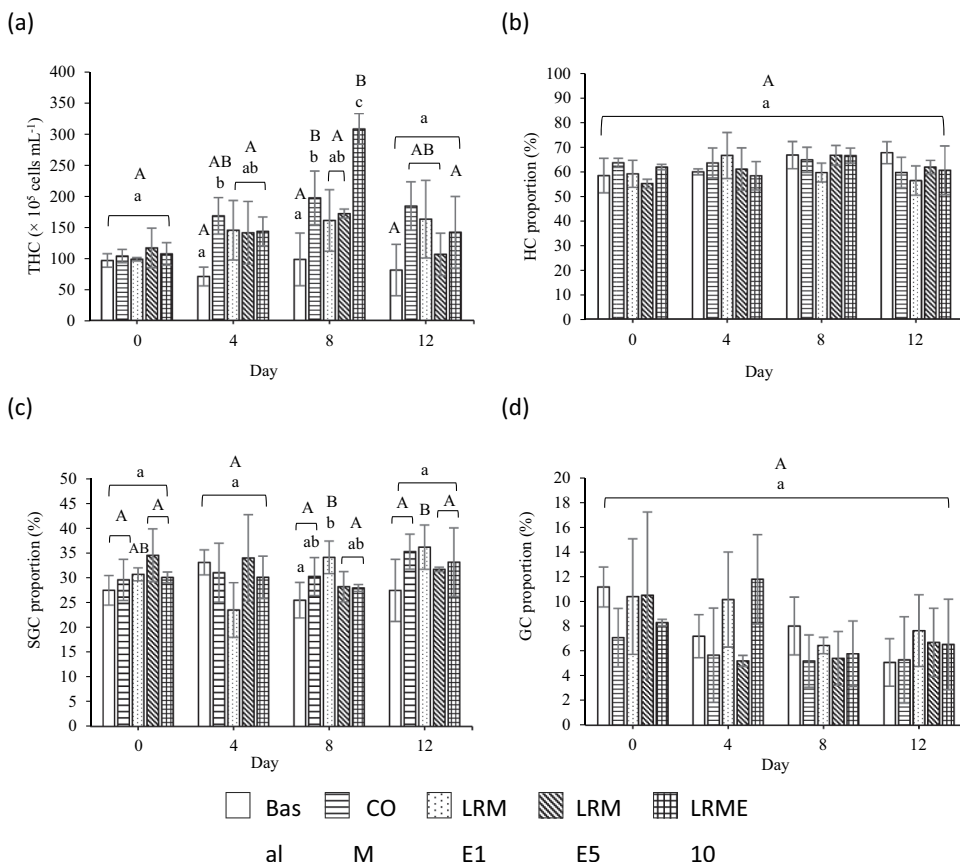 (a)
(b)
400
350
300
250
200
150
100
50
0
THC (× 10⁵ cells mL⁻¹)
A
a
A
a
AB
b
A
ab
A
a
B
b
A
ab
B
c
a
A
AB
A
0 4 8 12
Day
100
90
80
70
60
50
40
30
20
10
0
HC proportion (%)
A
a
0 4 8 12
Day
(c)
(d)
50
45
40
35
30
25
20
15
10
5
0
SGC proportion (%)
a
A
AB
A
A
a
a
A
ab
B
b
A
ab
a
A
B
A
0 4 8 12
Day
20
18
16
14
12
10
8
6
4
2
0
GC proportion (%)
A
a
0 4 8 12
Day
Bas CO LRM LRM LRME
al M E1 E5 10